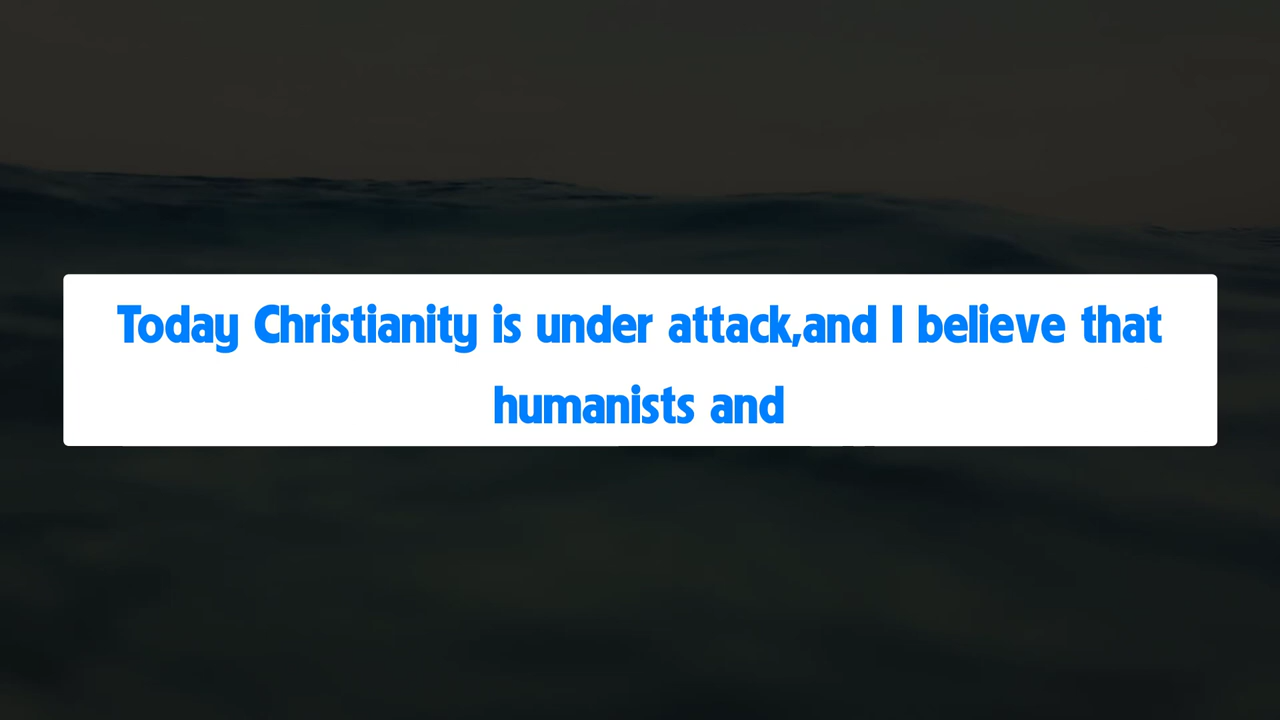 Today Christianity is under attack,and I believe that
humanists and